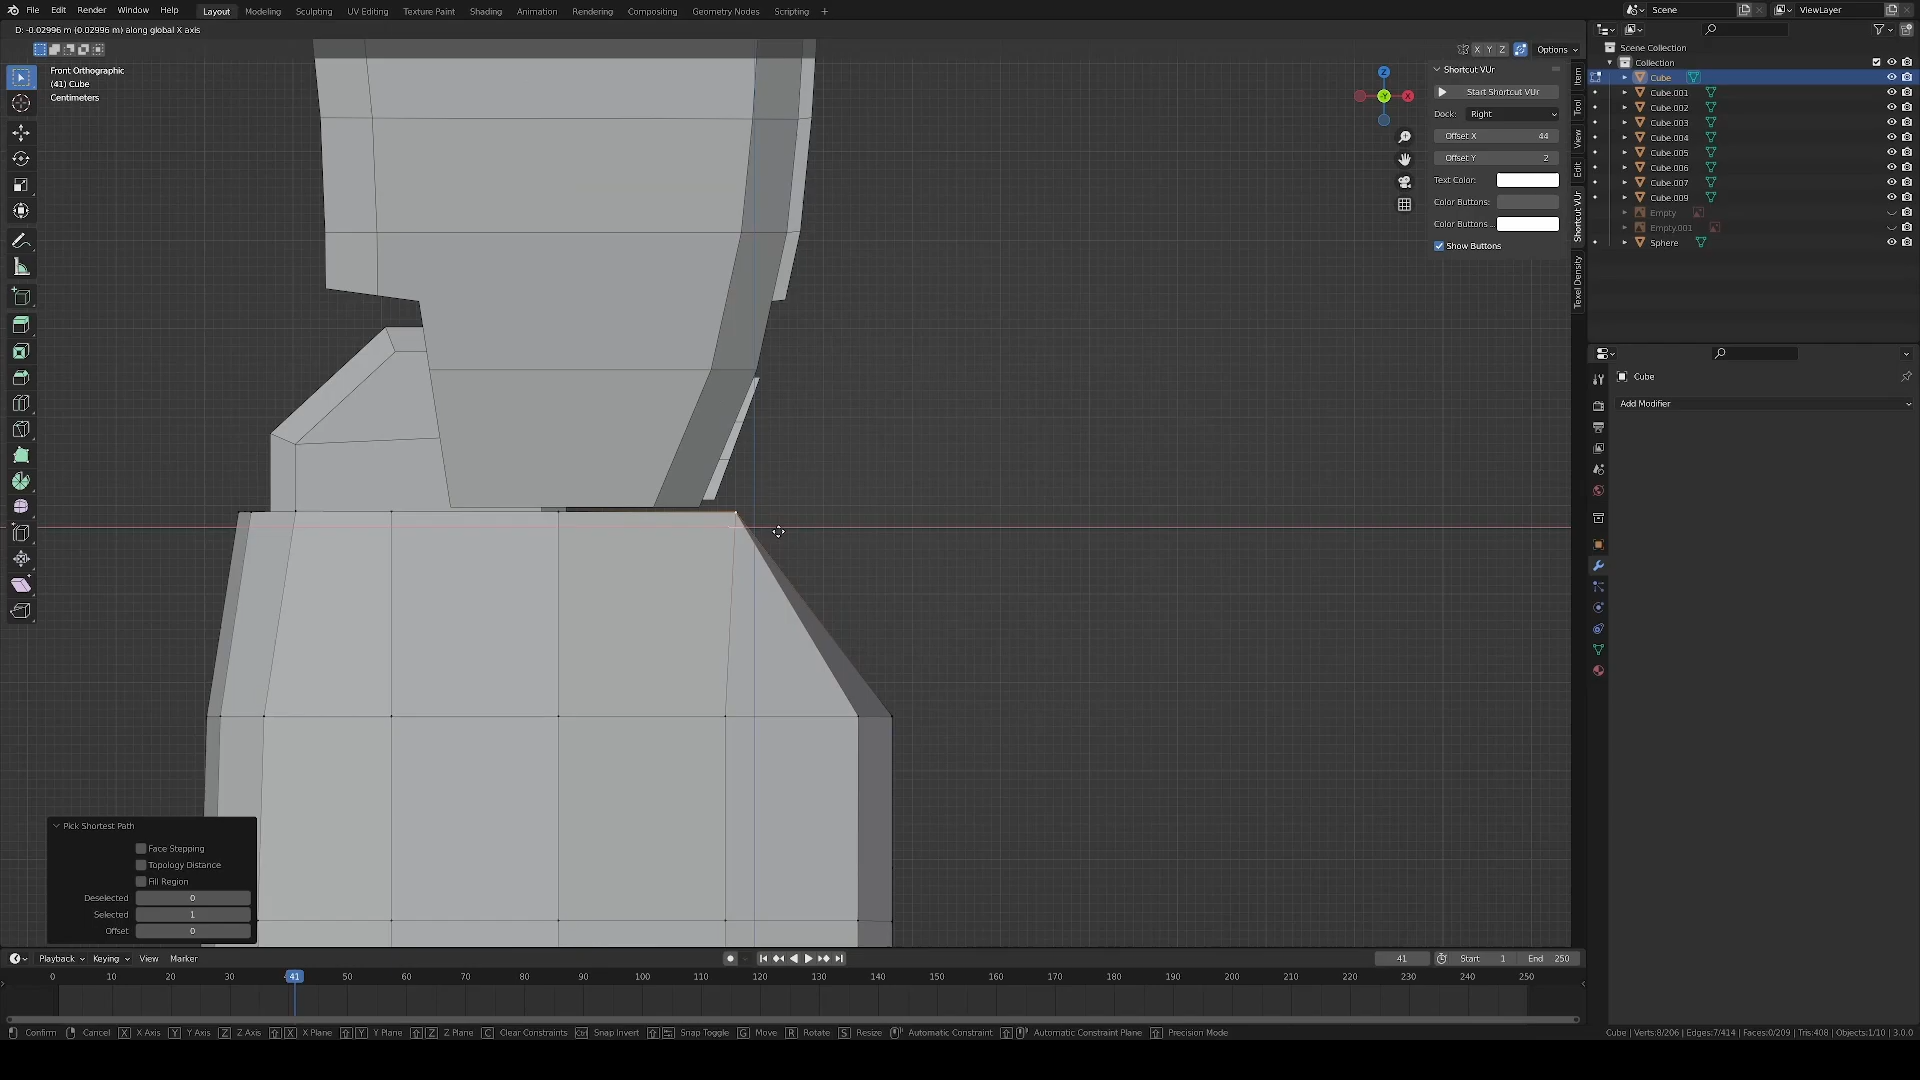 File Edit Render Window Help Layout Modeling Sculpting UV Editing Texture Paint Shading Animation Rendering Compositing Geometry Nodes Scripting + Scene ViewLayer
D: -0.02996 m (0.02996 m) along global X axis
X Y Z Options
Front Orthographic
(41) Cube
Centimeters
Shortcut VUr
Start Shortcut VUr
Dock: Right
Offset X 44
Offset Y 2
Text Color:
Color Buttons:
Color Buttons ...
Show Buttons
Item
Tool
View
Edit
Shortcut VUr
Texel Density
Z
Y
X
Scene Collection
Collection
Cube
Cube.001
Cube.002
Cube.003
Cube.004
Cube.005
Cube.006
Cube.007
Cube.009
Empty
Empty.001
Sphere
Cube
Add Modifier
Pick Shortest Path
Face Stepping
Topology Distance
Fill Region
Deselected 0
Selected 1
Offset 0
Playback Keying View Marker 41 Start 1 End 250
0 10 20 30 41 50 60 70 80 90 100 110 120 130 140 150 160 170 180 190 200 210 220 230 240 250
Confirm Cancel X X Axis Y Y Axis Z Z Axis X X Plane Y Y Plane Z Z Plane C Clear Constraints Ctrl Snap Invert Snap Toggle G Move R Rotate S Resize Automatic Constraint Automatic Constraint Plane Precision Mode Cube | Verts:8/206 | Edges:7/414 | Faces:0/209 | Tris:408 | Objects:1/10 | 3.0.0